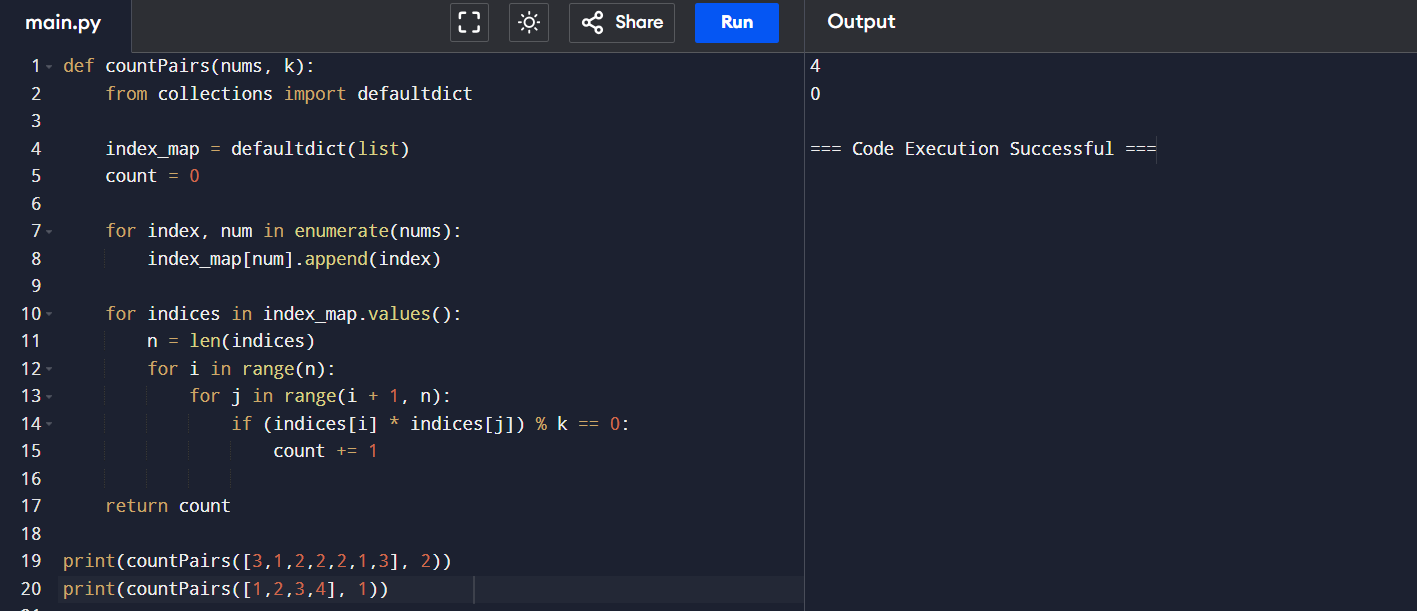 main.py Share Run Output
1 def countPairs(nums, k):
2     from collections import defaultdict
3
4     index_map = defaultdict(list)
5     count = 0
6
7     for index, num in enumerate(nums):
8         index_map[num].append(index)
9
10     for indices in index_map.values():
11         n = len(indices)
12         for i in range(n):
13             for j in range(i + 1, n):
14                 if (indices[i] * indices[j]) % k == 0:
15                     count += 1
16
17     return count
18
19 print(countPairs([3,1,2,2,2,1,3], 2))
20 print(countPairs([1,2,3,4], 1))
4
0
=== Code Execution Successful ===